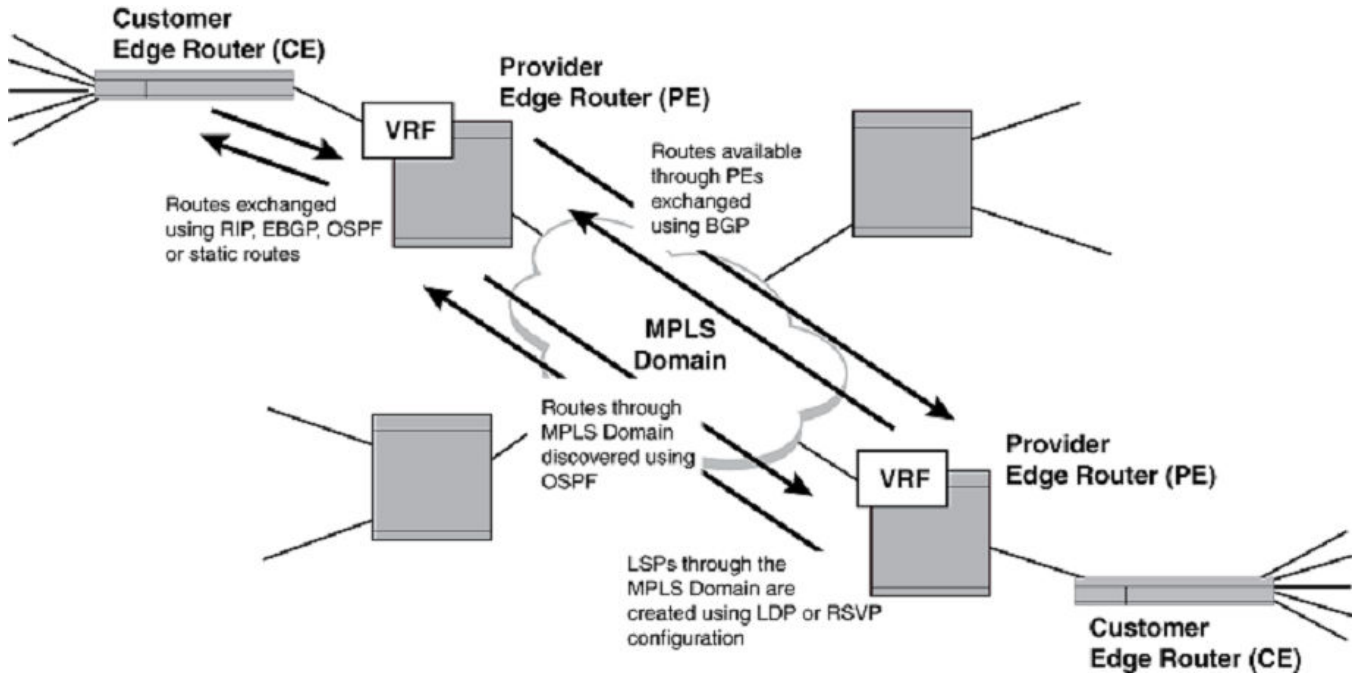 Customer
Edge Router (CE)
Provider
Edge Router (PE)
VRF
Routes available
through PEs
exchanged
using BGP
Routes exchanged
using RIP, EBGP, OSPF
or static routes
MPLS
Domain
Routes through
MPLS Domain
discovered using
OSPF
Provider
Edge Router (PE)
VRF
LSPs through the
MPLS Domain are
created using LDP or RSVP
configuration
Customer
Edge Router (CE)